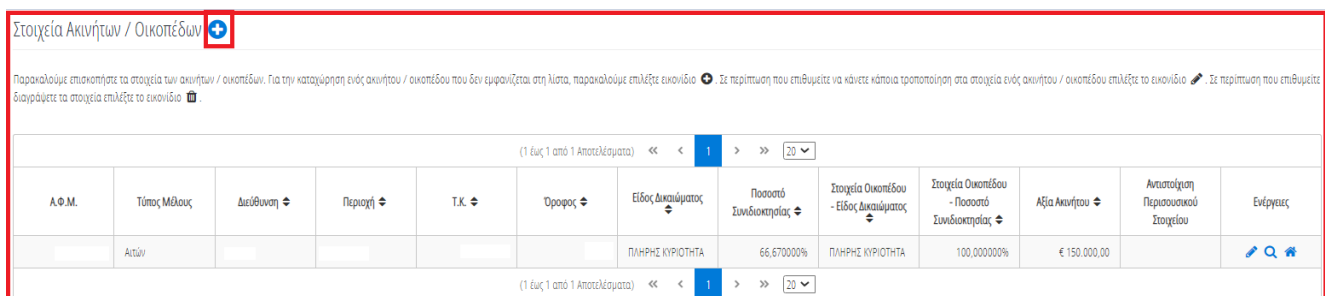 Στοιχεία Ακινήτων / Οικοπέδων
Παρακαλούμε επισκοπήστε τα στοιχεία των ακινήτων / οικοπέδων. Για την καταχώρηση ενός ακινήτου / οικοπέδου που δεν εμφανίζεται στη λίστα, παρακαλούμε επιλέξτε εικονίδιο . Σε περίπτωση που επιθυμείτε να κάνετε κάποια τροποποίηση στα στοιχεία ενός ακινήτου / οικοπέδου επιλέξτε το εικονίδιο . Σε περίπτωση που επιθυμείτε
διαγράψετε τα στοιχεία επιλέξτε το εικονίδιο .
(1 έως 1 από 1 Αποτελέσματα) 1 20
Α.Φ.Μ. Τύπος Μέλους Διεύθυνση Περιοχή Τ.Κ. Όροφος Είδος Δικαιώματος Ποσοστό Συνιδιοκτησίας Στοιχεία Οικοπέδου - Είδος Δικαιώματος Στοιχεία Οικοπέδου - Ποσοστό Συνιδιοκτησίας Αξία Ακινήτου Αντιστοίχιση Περισουσικού Στοιχείου Ενέργειες
Αιτών ΠΛΗΡΗΣ ΚΥΡΙΟΤΗΤΑ 66,670000% ΠΛΗΡΗΣ ΚΥΡΙΟΤΗΤΑ 100,000000% € 150.000,00
(1 έως 1 από 1 Αποτελέσματα) 1 20